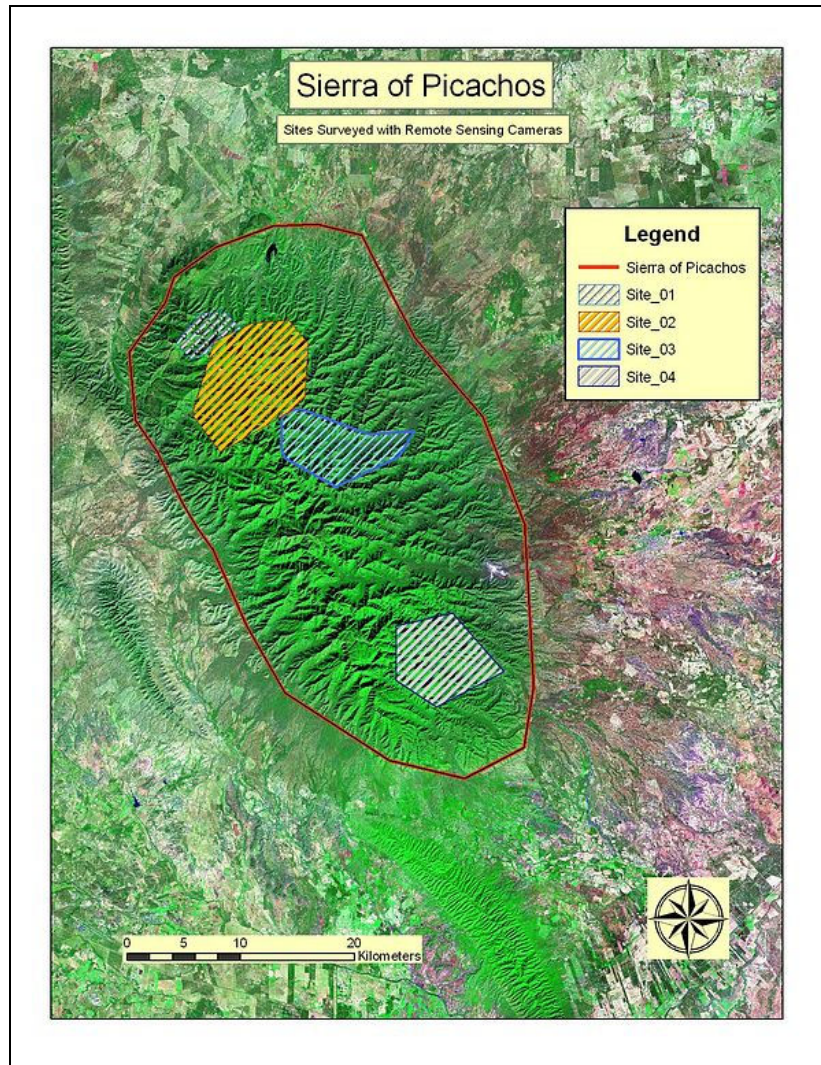 Sierra of Picachos
Sites Surveyed with Remote Sensing Cameras
Legend
Sierra of Picachos
Site_01
Site_02
Site_03
Site_04
0 5 10 20
Kilometers